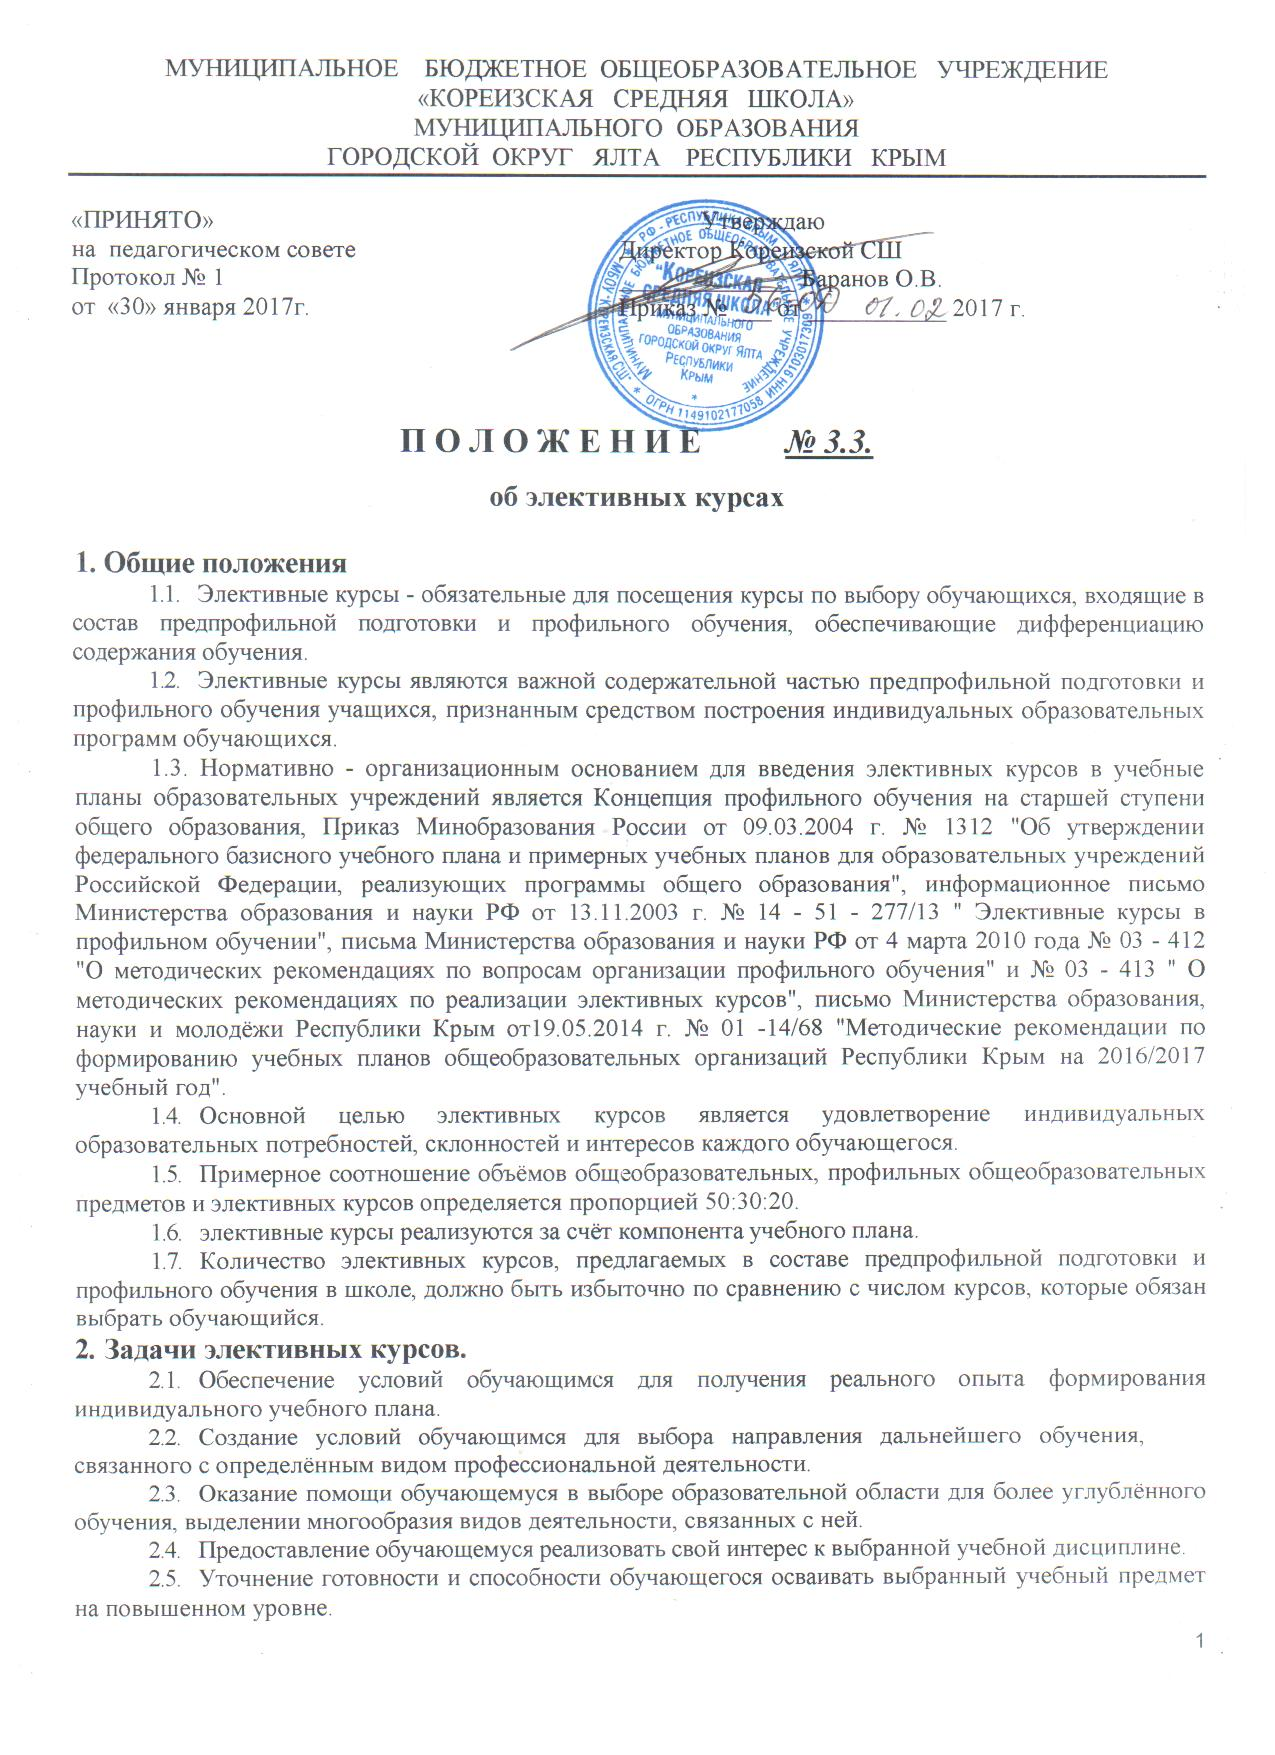 МУНИЦИПАЛЬНОЕ БЮДЖЕТНОЕ ОБЩЕОБРАЗОВАТЕЛЬНОЕ УЧРЕЖДЕНИЕ
«КОРЕИЗСКАЯ СРЕДНЯЯ ШКОЛА»
МУНИЦИПАЛЬНОГО ОБРАЗОВАНИЯ
ГОРОДСКОЙ ОКРУГ ЯЛТА РЕСПУБЛИКИ КРЫМ
«ПРИНЯТО»
на педагогическом совете
Протокол № 1
от «30» января 2017г.
Утверждаю
Директор Кореизской СШ
Баранов О.В.
Приказ № от 01.02 2017 г.
МУНИЦИПАЛЬНОЕ БЮДЖЕТНОЕ ОБЩЕОБРАЗОВАТЕЛЬНОЕ УЧРЕЖДЕНИЕ
ОГРН 1149102177058 ИНН 9103017309
"КОРЕИЗСКАЯ
СРЕДНЯЯ ШКОЛА"
МУНИЦИПАЛЬНОГО
ОБРАЗОВАНИЯ
ГОРОДСКОЙ ОКРУГ ЯЛТА
РЕСПУБЛИКИ
КРЫМ
П О Л О Ж Е Н И Е № 3.3.
об элективных курсах
1. Общие положения
1.1. Элективные курсы - обязательные для посещения курсы по выбору обучающихся, входящие в
состав предпрофильной подготовки и профильного обучения, обеспечивающие дифференциацию
содержания обучения.
1.2. Элективные курсы являются важной содержательной частью предпрофильной подготовки и
профильного обучения учащихся, признанным средством построения индивидуальных образовательных
программ обучающихся.
1.3. Нормативно - организационным основанием для введения элективных курсов в учебные
планы образовательных учреждений является Концепция профильного обучения на старшей ступени
общего образования, Приказ Минобразования России от 09.03.2004 г. № 1312 "Об утверждении
федерального базисного учебного плана и примерных учебных планов для образовательных учреждений
Российской Федерации, реализующих программы общего образования", информационное письмо
Министерства образования и науки РФ от 13.11.2003 г. № 14 - 51 - 277/13 " Элективные курсы в
профильном обучении", письма Министерства образования и науки РФ от 4 марта 2010 года № 03 - 412
"О методических рекомендациях по вопросам организации профильного обучения" и № 03 - 413 " О
методических рекомендациях по реализации элективных курсов", письмо Министерства образования,
науки и молодёжи Республики Крым от19.05.2014 г. № 01 -14/68 "Методические рекомендации по
формированию учебных планов общеобразовательных организаций Республики Крым на 2016/2017
учебный год".
1.4. Основной целью элективных курсов является удовлетворение индивидуальных
образовательных потребностей, склонностей и интересов каждого обучающегося.
1.5. Примерное соотношение объёмов общеобразовательных, профильных общеобразовательных
предметов и элективных курсов определяется пропорцией 50:30:20.
1.6. элективные курсы реализуются за счёт компонента учебного плана.
1.7. Количество элективных курсов, предлагаемых в составе предпрофильной подготовки и
профильного обучения в школе, должно быть избыточно по сравнению с числом курсов, которые обязан
выбрать обучающийся.
2. Задачи элективных курсов.
2.1. Обеспечение условий обучающимся для получения реального опыта формирования
индивидуального учебного плана.
2.2. Создание условий обучающимся для выбора направления дальнейшего обучения,
связанного с определённым видом профессиональной деятельности.
2.3. Оказание помощи обучающемуся в выборе образовательной области для более углублённого
обучения, выделении многообразия видов деятельности, связанных с ней.
2.4. Предоставление обучающемуся реализовать свой интерес к выбранной учебной дисциплине.
2.5. Уточнение готовности и способности обучающегося осваивать выбранный учебный предмет
на повышенном уровне.
1